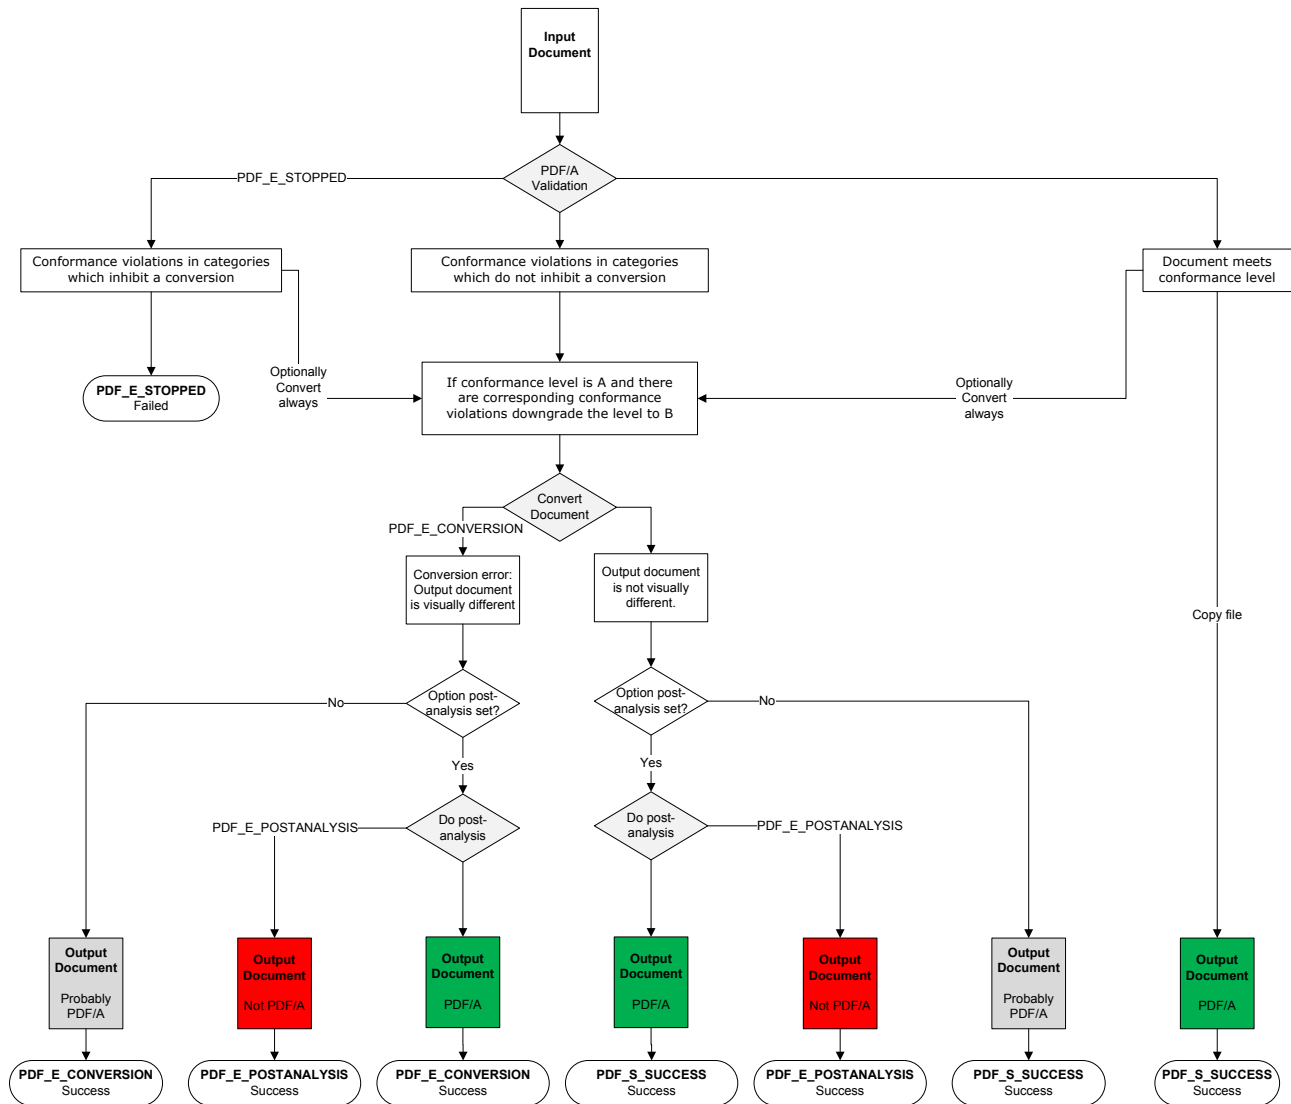 Input
Document
PDF/A
Validation
PDF_E_STOPPED
Conformance violations in categories
which inhibit a conversion
Conformance violations in categories
which do not inhibit a conversion
Document meets
conformance level
PDF_E_STOPPED
Failed
Optionally
Convert
always
If conformance level is A and there
are corresponding conformance
violations downgrade the level to B
Optionally
Convert
always
Convert
Document
PDF_E_CONVERSION
Conversion error:
Output document
is visually different
Output document
is not visually
different.
Copy file
Option post-
analysis set?
No
Yes
Option post-
analysis set?
No
Yes
Do post-
analysis
PDF_E_POSTANALYSIS
Do post-
analysis
PDF_E_POSTANALYSIS
Output
Document
Probably
PDF/A
Output
Document
Not PDF/A
Output
Document
PDF/A
Output
Document
PDF/A
Output
Document
Not PDF/A
Output
Document
Probably
PDF/A
Output
Document
PDF/A
PDF_E_CONVERSION
Success
PDF_E_POSTANALYSIS
Success
PDF_E_CONVERSION
Success
PDF_S_SUCCESS
Success
PDF_E_POSTANALYSIS
Success
PDF_S_SUCCESS
Success
PDF_S_SUCCESS
Success